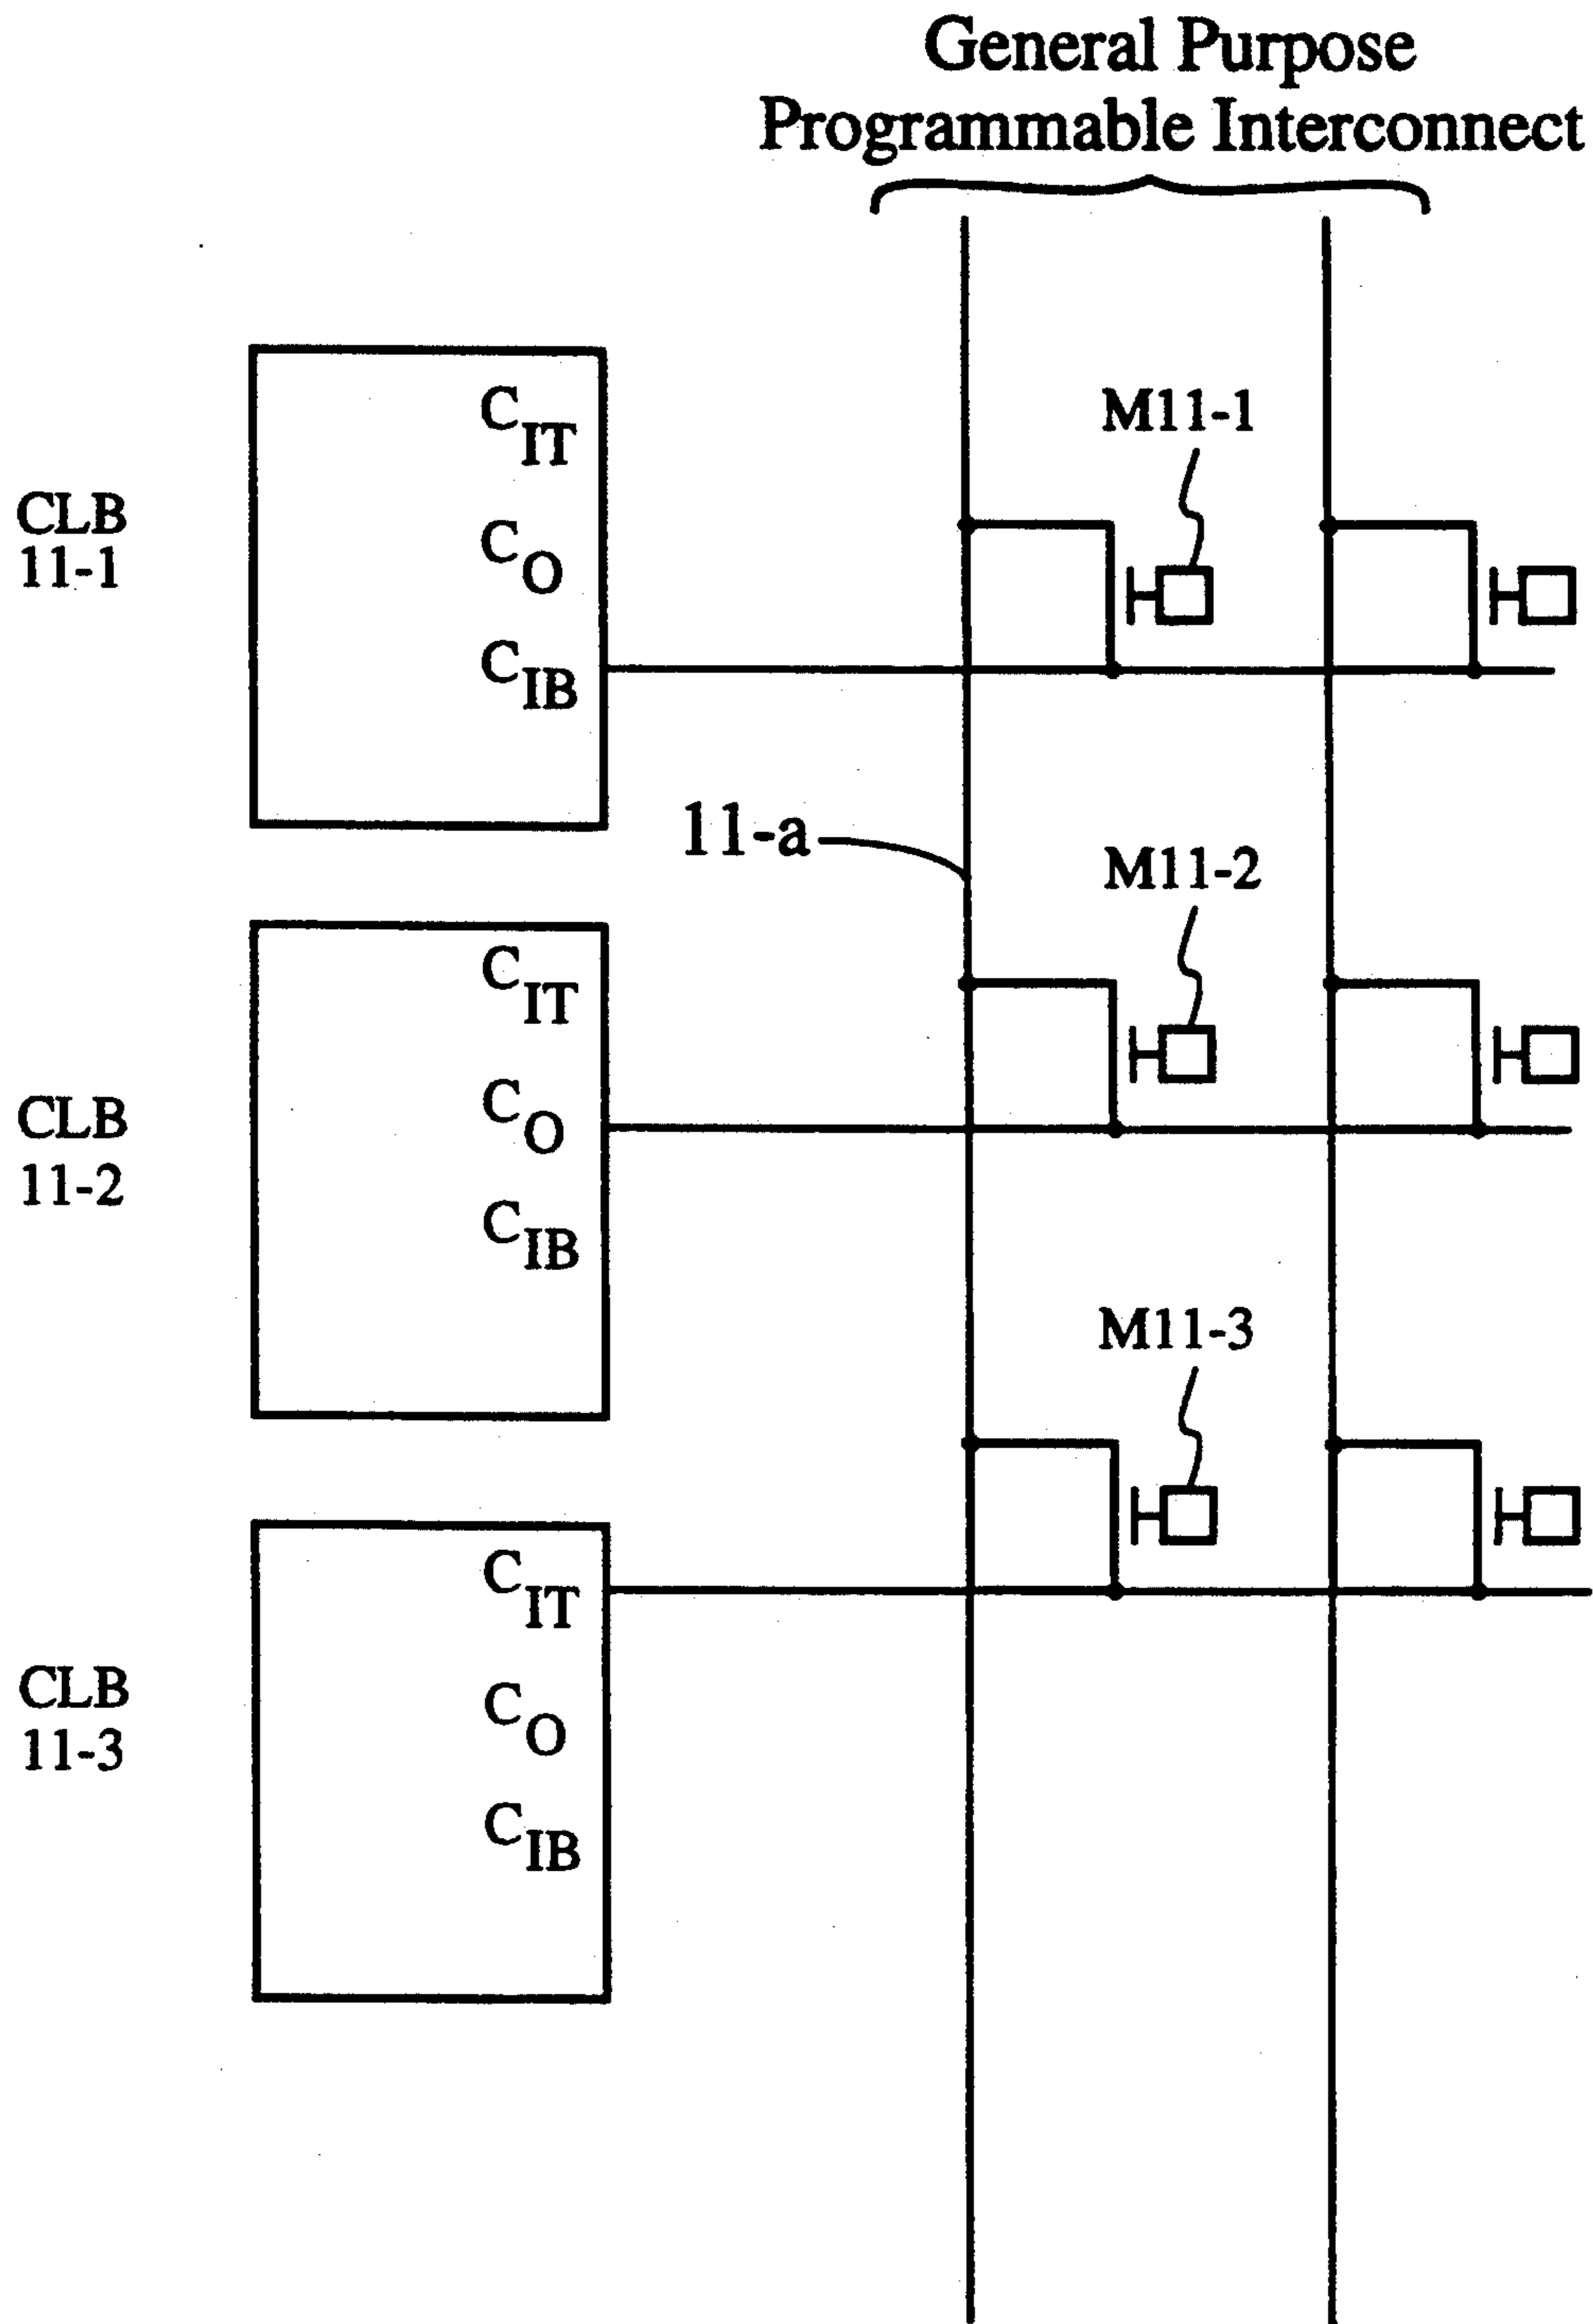 General Purpose
Programmable Interconnect
CLB
11-1
C_IT
C_O
C_IB
M11-1
11-a
CLB
11-2
C_IT
C_O
C_IB
M11-2
CLB
11-3
C_IT
C_O
C_IB
M11-3